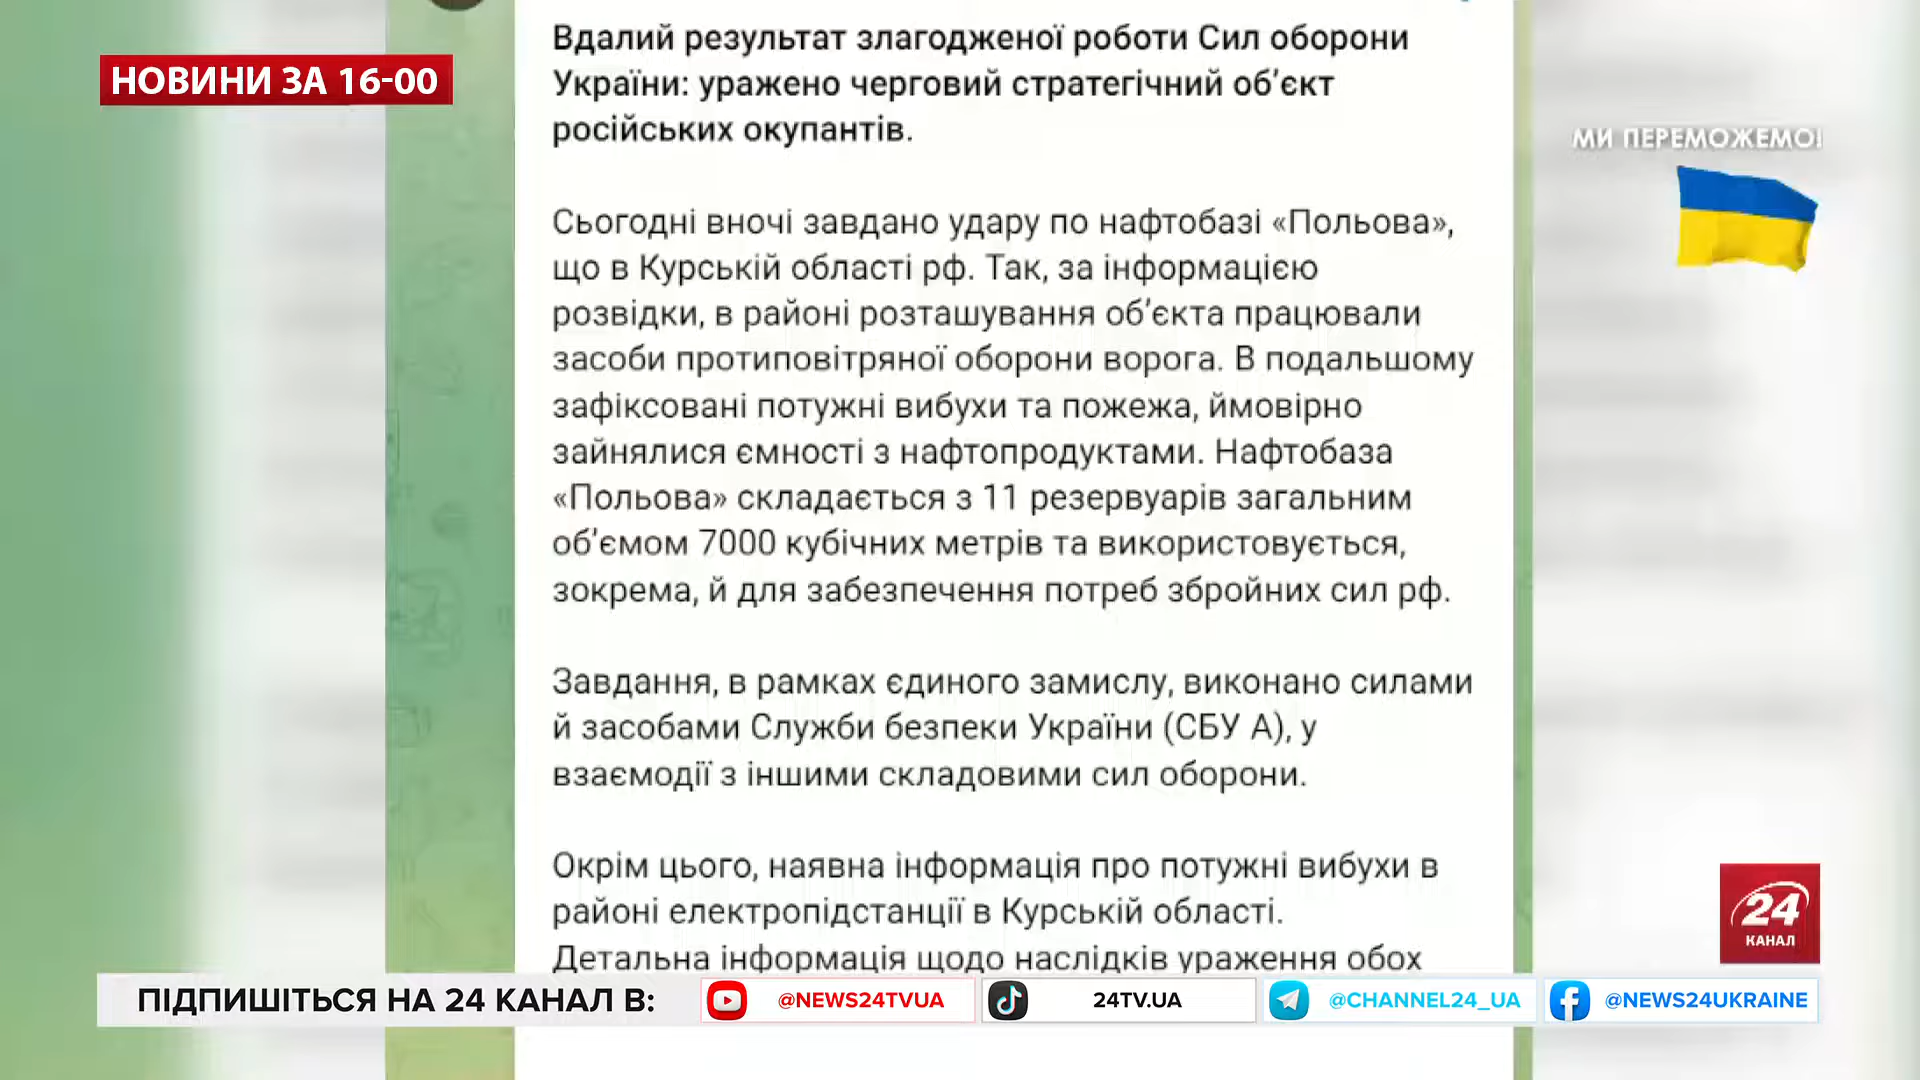 НОВИНИ ЗА 16-00
Вдалий результат злагодженої роботи Сил оборони
України: уражено черговий стратегічний об’єкт
російських окупантів.
МИ ПЕРЕМОЖЕМО!
Сьогодні вночі завдано удару по нафтобазі «Польова»,
що в Курській області рф. Так, за інформацією
розвідки, в районі розташування об’єкта працювали
засоби протиповітряної оборони ворога. В подальшому
зафіксовані потужні вибухи та пожежа, ймовірно
зайнялися ємності з нафтопродуктами. Нафтобаза
«Польова» складається з 11 резервуарів загальним
об’ємом 7000 кубічних метрів та використовується,
зокрема, й для забезпечення потреб збройних сил рф.
Завдання, в рамках єдиного замислу, виконано силами
й засобами Служби безпеки України (СБУ А), у
взаємодії з іншими складовими сил оборони.
Окрім цього, наявна інформація про потужні вибухи в
районі електропідстанції в Курській області.
Детальна інформація щодо наслідків ураження обох
24
КАНАЛ
ПІДПИШІТЬСЯ НА 24 КАНАЛ В:
@NEWS24TVUA
24TV.UA
@CHANNEL24_UA
@NEWS24UKRAINE